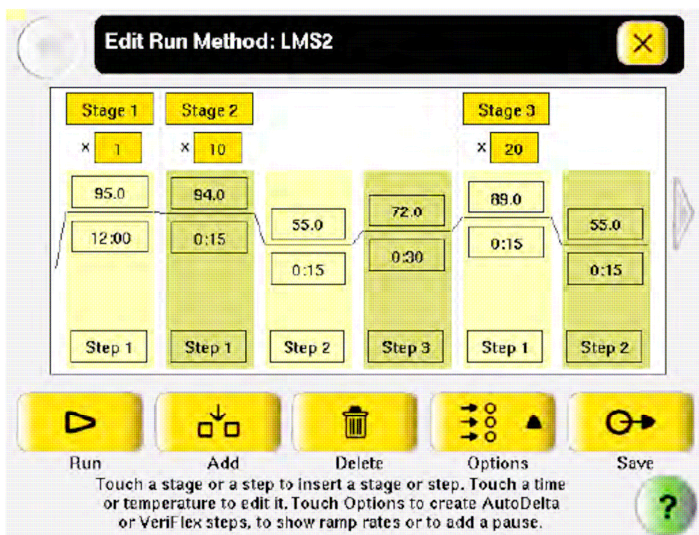 Edit Run Method: LMS2
Stage 1 Stage 2 Stage 3
× 1 × 10 × 20
95.0 94.0 55.0 72.0 89.0 55.0
12:00 0:15 0:15 0:30 0:15 0:15
Step 1 Step 1 Step 2 Step 3 Step 1 Step 2
Run Add Delete Options Save
Touch a stage or a step to insert a stage or step. Touch a time
or temperature to edit it. Touch Options to create AutoDelta
or VeriFlex steps, to show ramp rates or to add a pause.
?